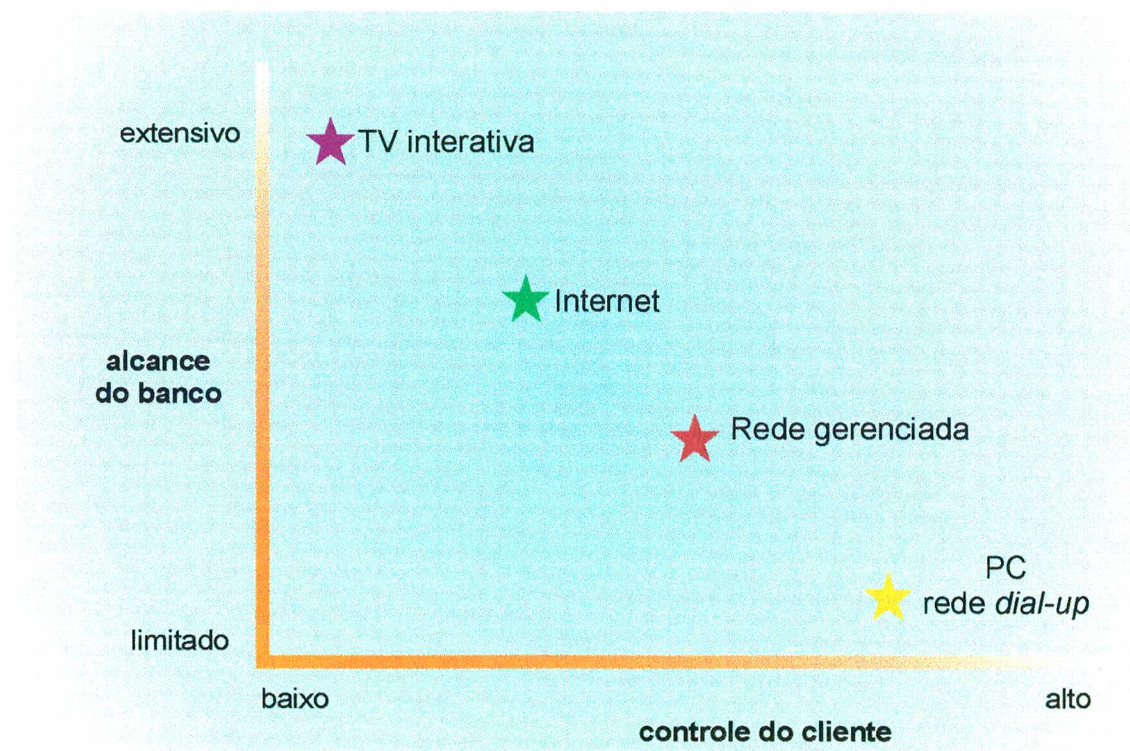 extensivo
TV interativa
Internet
alcance
do banco
Rede gerenciada
PC
rede dial-up
limitado
baixo
alto
controle do cliente